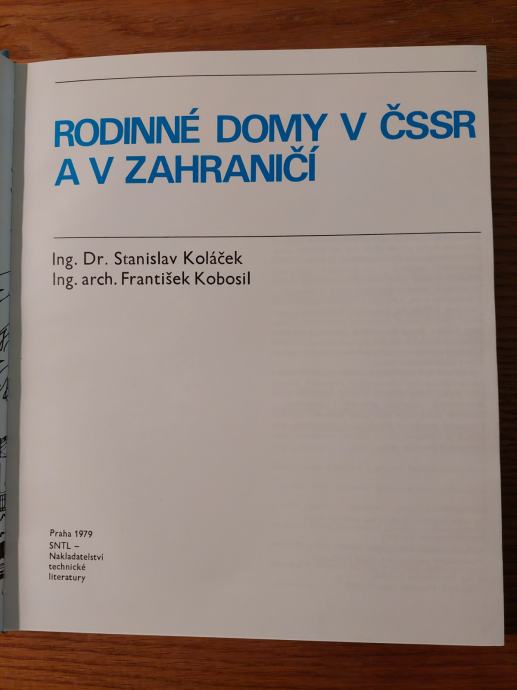 RODINNÉ DOMY V ČSSR
A V ZAHRANIČÍ
Ing. Dr. Stanislav Koláček
Ing. arch. František Kobosil
Praha 1979
SNTL –
Nakladatelství
technické
literatury